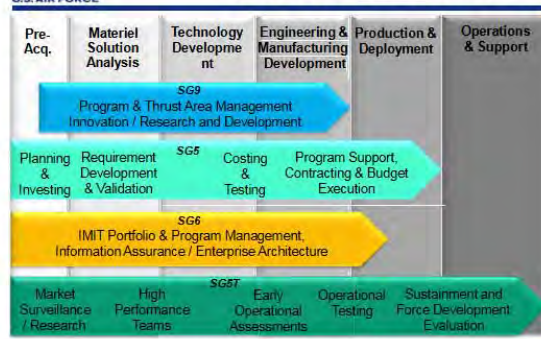 U.S. AIR FORCE
Pre-
Acq.
Materiel
Solution
Analysis
Technology
Developme
nt
Engineering &
Manufacturing
Development
Production &
Deployment
Operations
& Support
SG9
Program & Thrust Area Management
Innovation / Research and Development
SG5
Planning
&
Investing
Requirement
Development
& Validation
Costing
&
Testing
Program Support,
Contracting & Budget
Execution
SG6
IMIT Portfolio & Program Management,
Information Assurance / Enterprise Architecture
SG5T
Market
Surveillance
/ Research
High
Performance
Teams
Early
Operational
Assessments
Operational
Testing
Sustainment and
Force Development
Evaluation